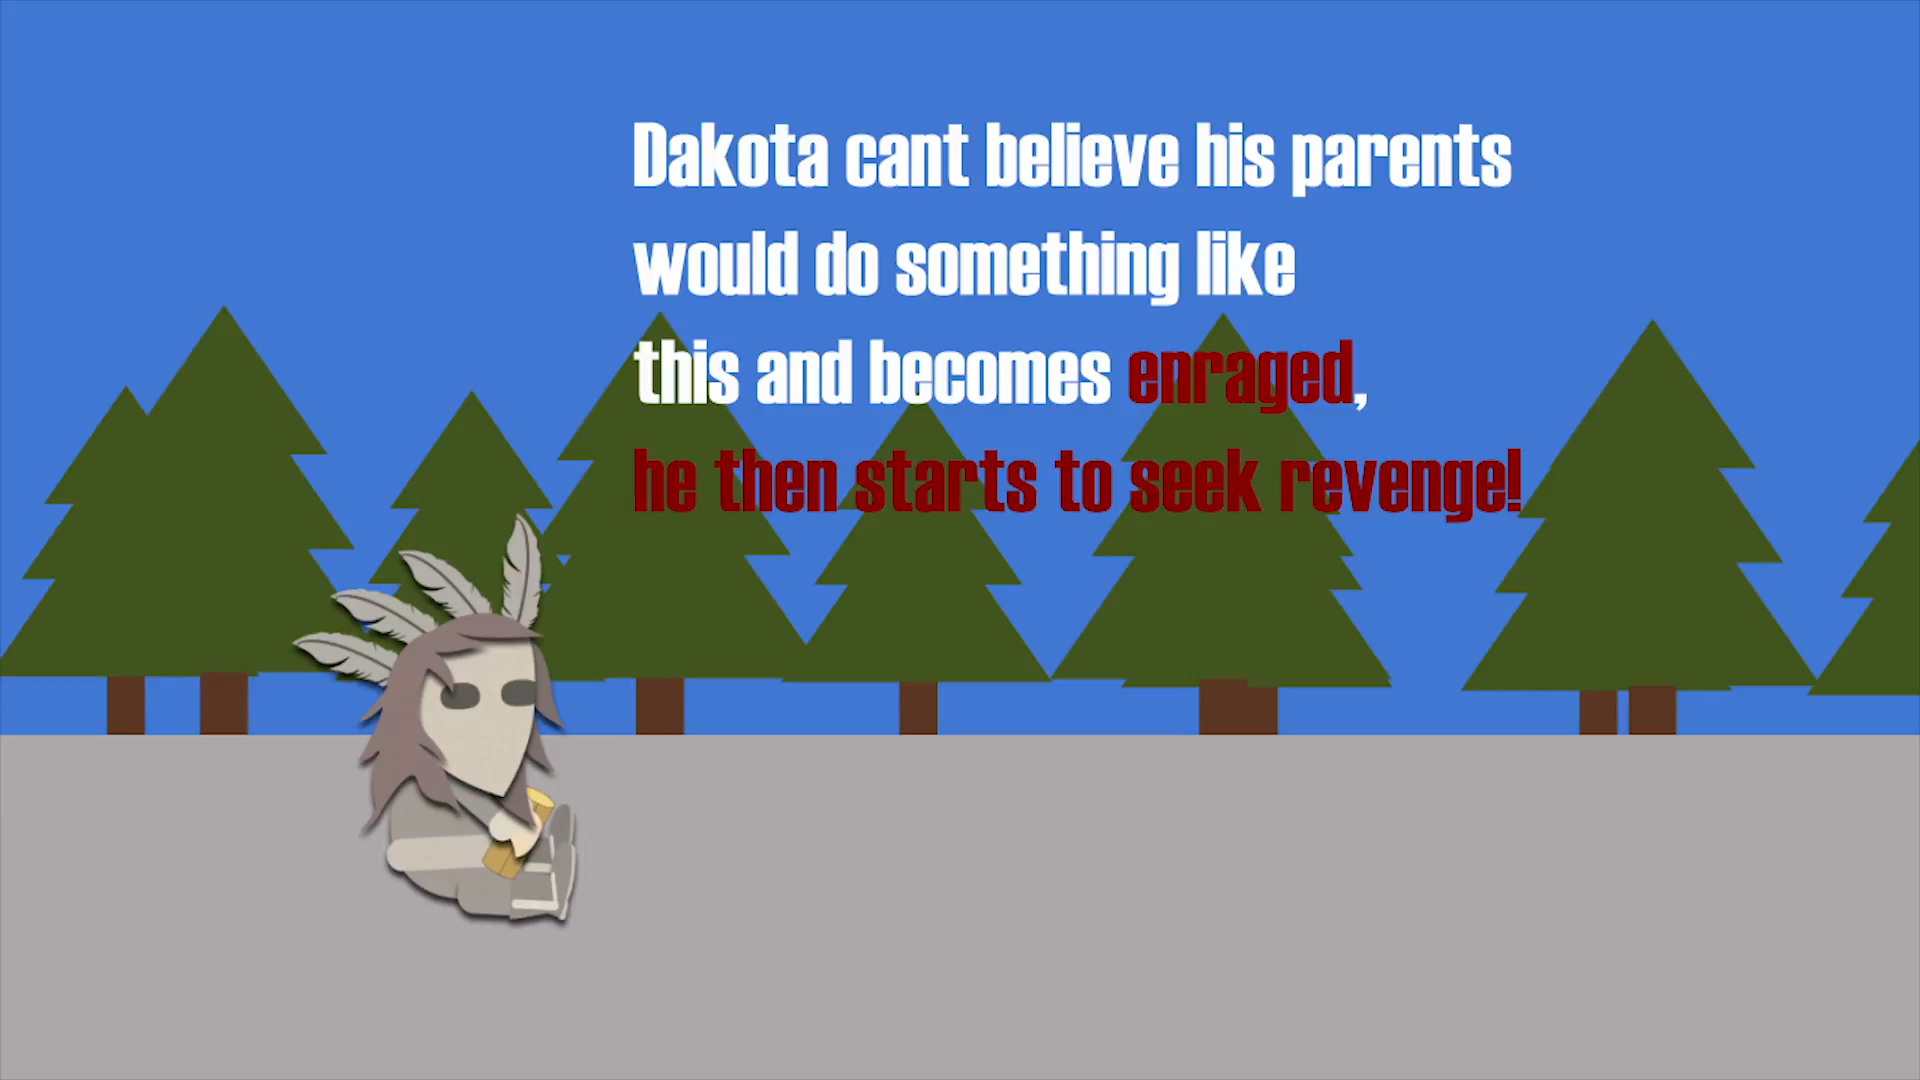 Dakota cant believe his parents
would do something like
this and becomes enraged,
he then starts to seek revenge!